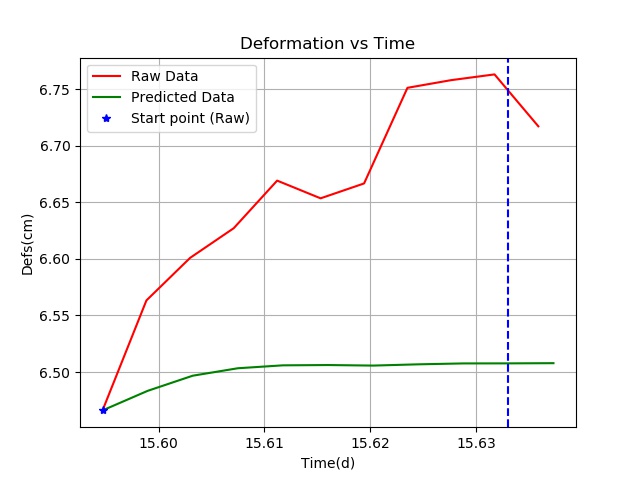 Deformation vs Time
Raw Data
Predicted Data
Start point (Raw)
Defs(cm)
6.75
6.70
6.65
6.60
6.55
6.50
15.60 15.61 15.62 15.63
Time(d)